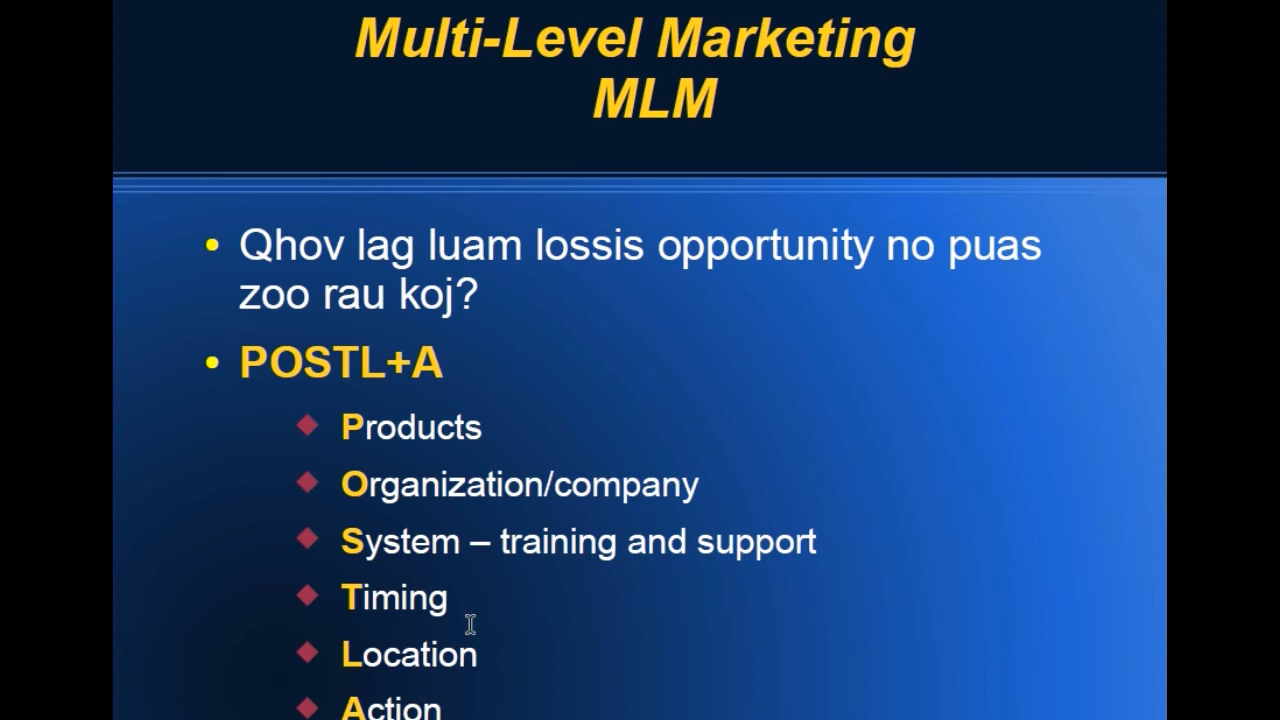 Multi-Level Marketing
MLM
Qhov lag luam lossis opportunity no puas
zoo rau koj?
POSTL+A
Products
Organization/company
System – training and support
Timing
Location
Action